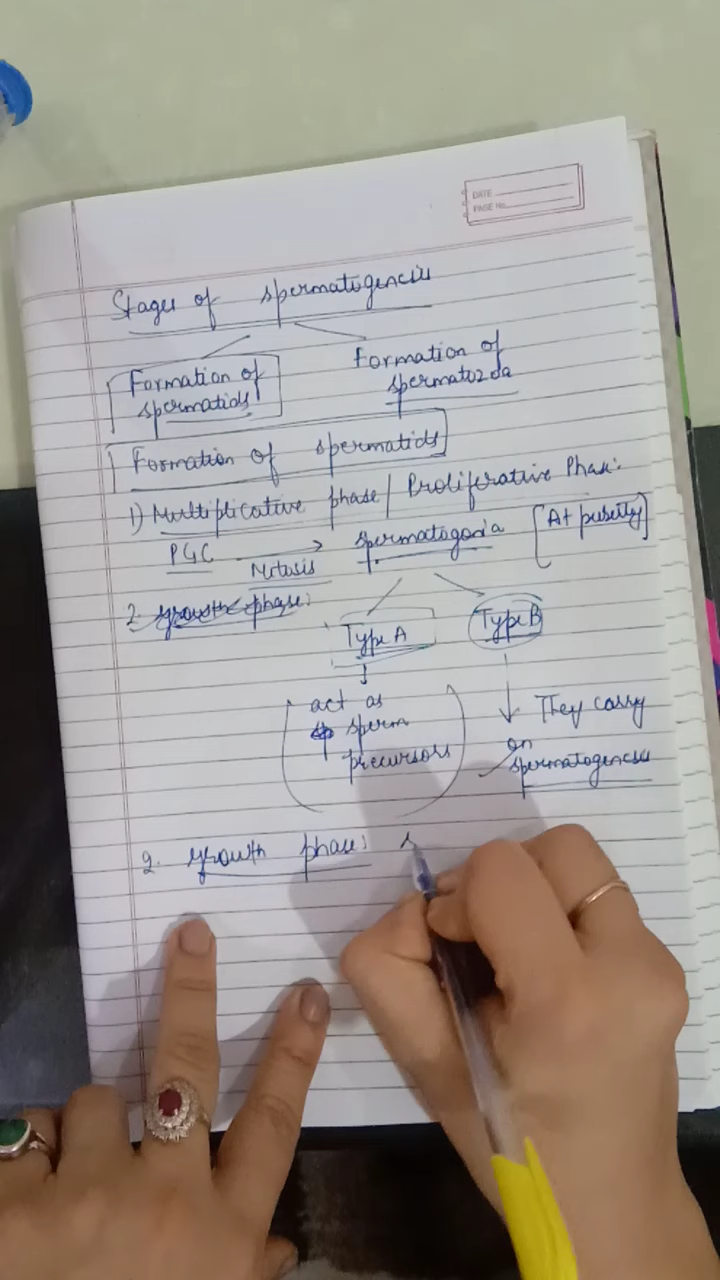 DATE
PAGE No.
Stages of spermatogenesis
Formation of spermatids
Formation of spermatozoa
Formation of spermatids
1) Multiplicative phase / Proliferative Phase:
PGC Mitosis → spermatogonia [At puberty]
2. growth phase:
Type A
Type B
act as
sperm
precursors
They carry
on
spermatogenesis
2. growth phase: s